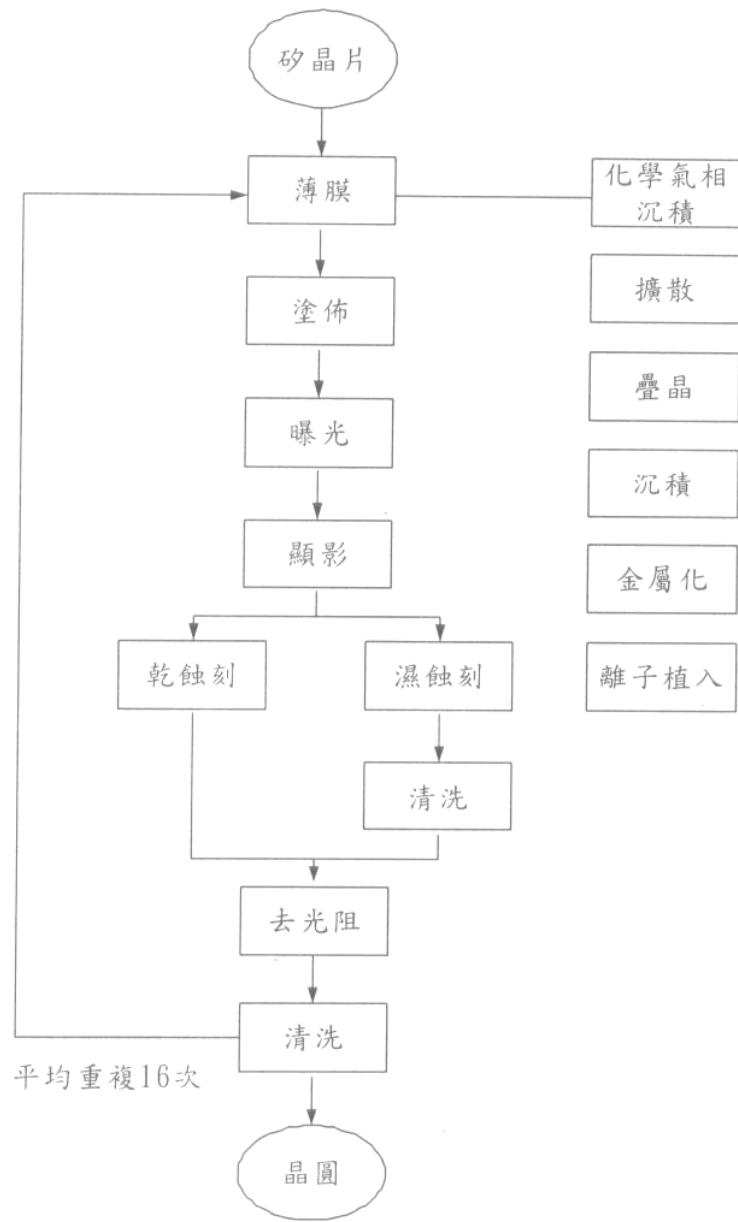 矽晶片
薄膜
化學氣相
沉積
塗佈
擴散
疊晶
曝光
沉積
顯影
金屬化
乾蝕刻
濕蝕刻
離子植入
清洗
去光阻
清洗
平均重複16次
晶圓